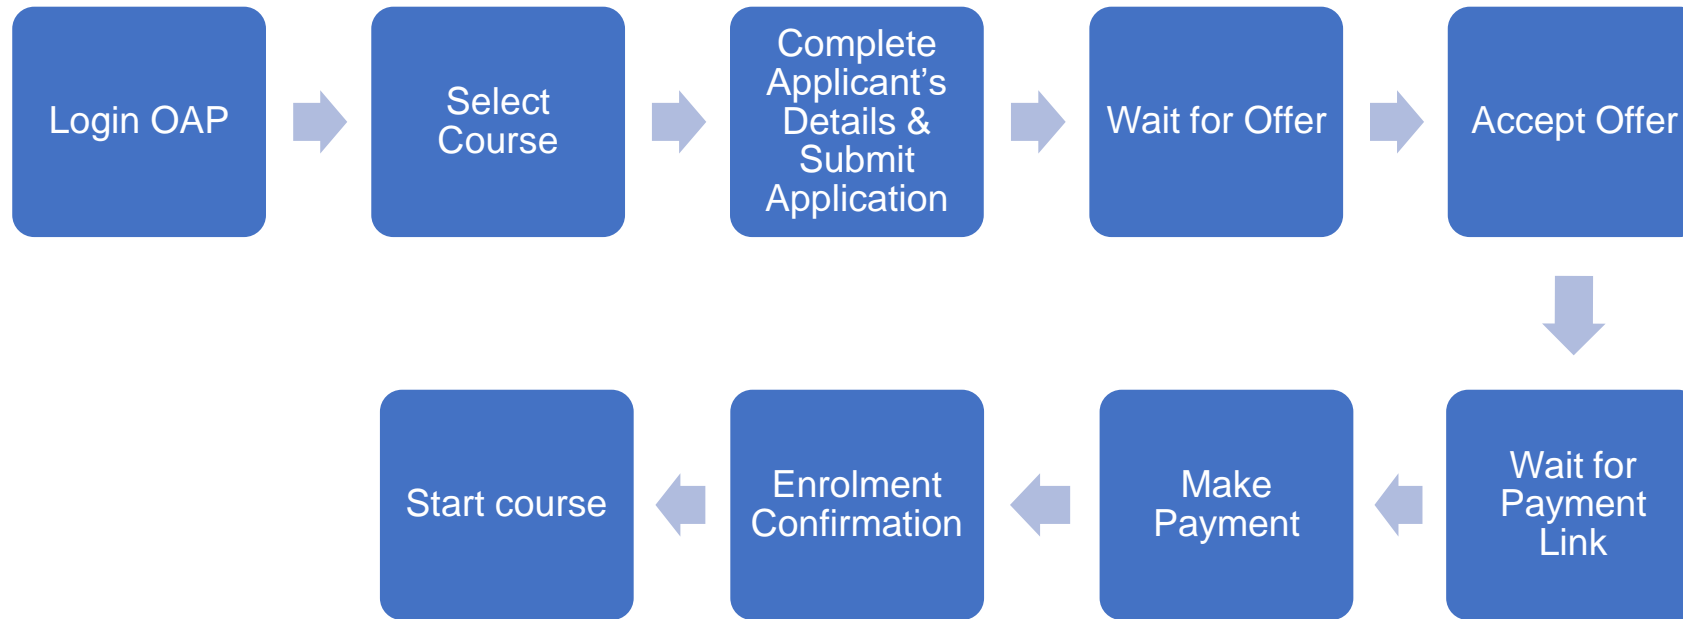 Login OAP
Select
Course
Complete
Applicant’s
Details &
Submit
Application
Wait for Offer
Accept Offer
Wait for
Payment
Link
Make
Payment
Enrolment
Confirmation
Start course